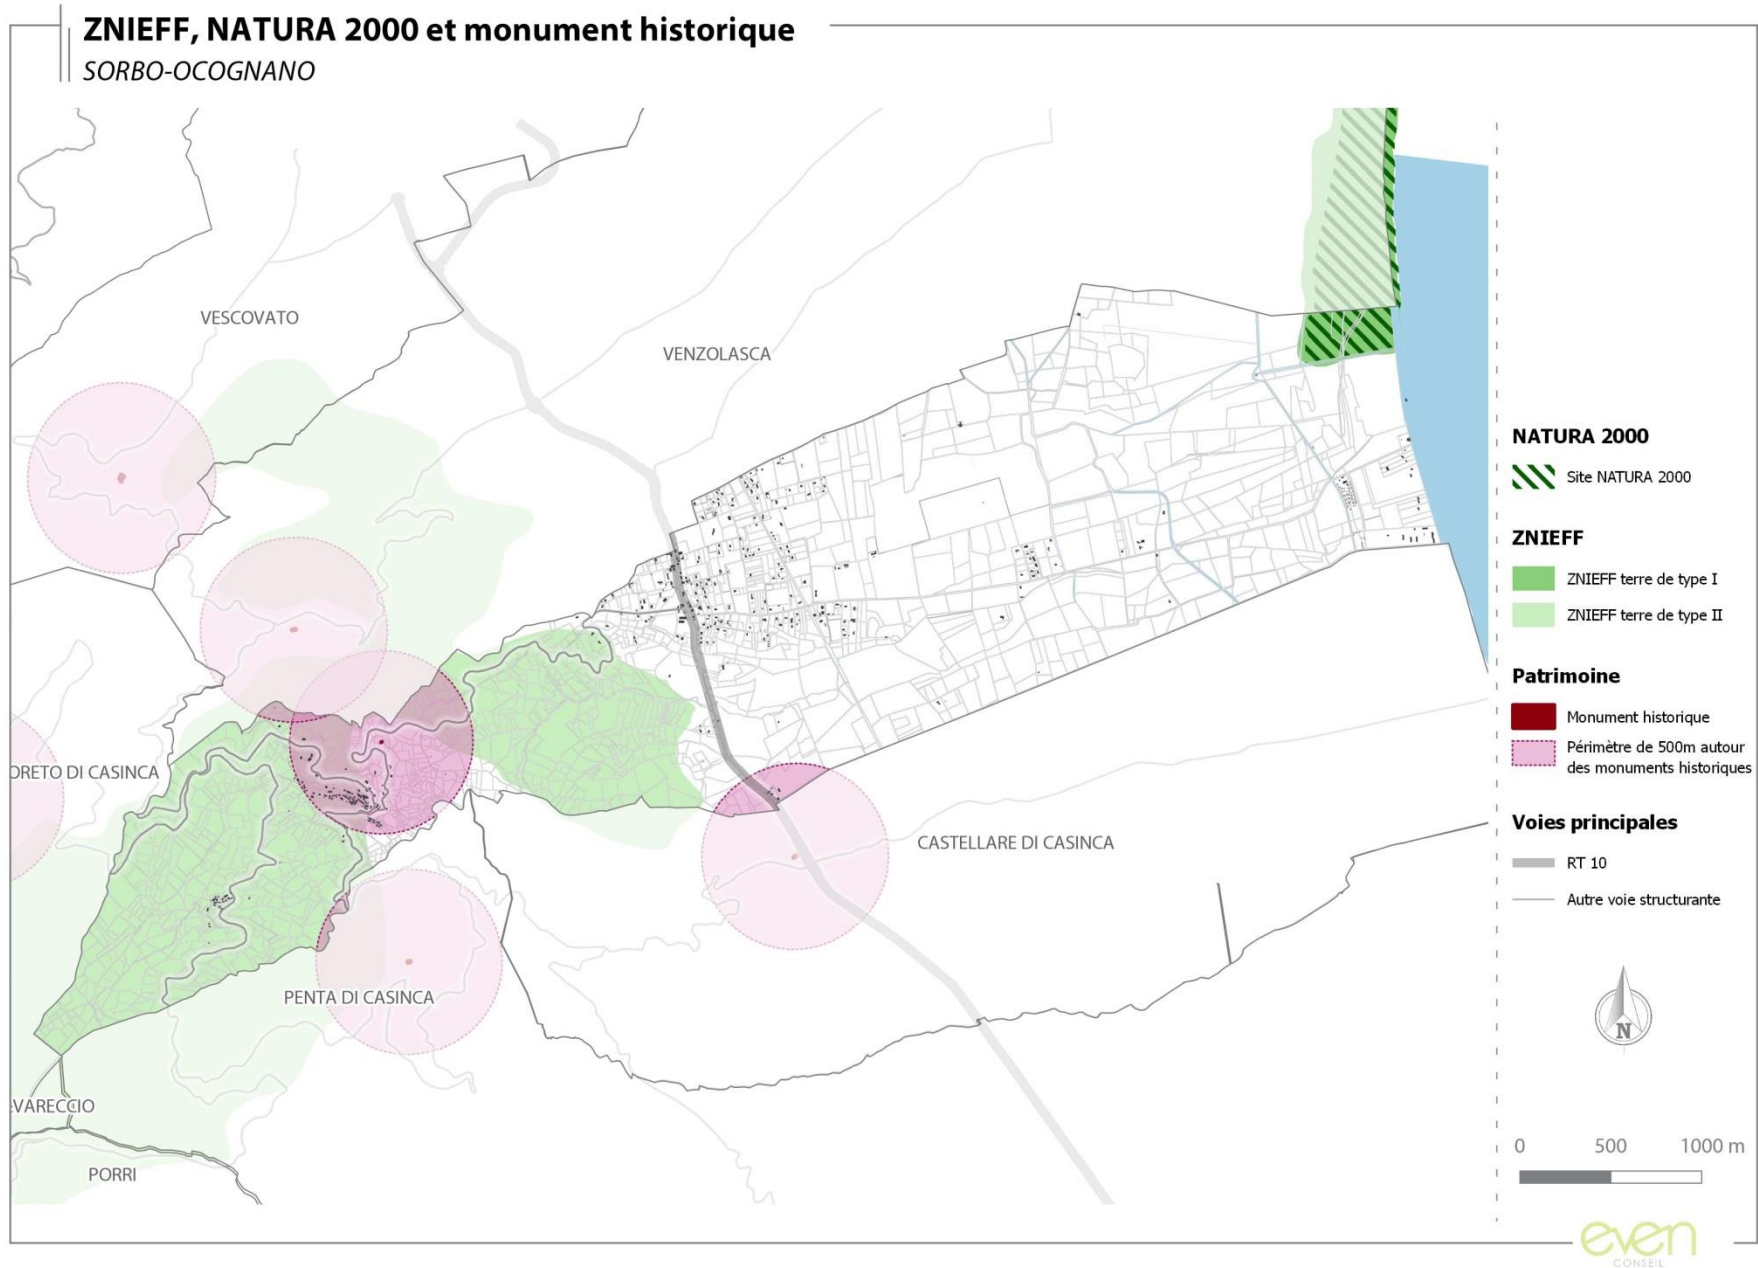 ZNIEFF, NATURA 2000 et monument historique
SORBO-OCOGNANO
VESCOVATO
VENZOLASCA
ORETO DI CASINCA
CASTELLARE DI CASINCA
PENTA DI CASINCA
VARECCIO
PORRI
NATURA 2000
Site NATURA 2000
ZNIEFF
ZNIEFF terre de type I
ZNIEFF terre de type II
Patrimoine
Monument historique
Périmètre de 500m autour
des monuments historiques
Voies principales
RT 10
Autre voie structurante
N
0 500 1000 m
even
CONSEIL